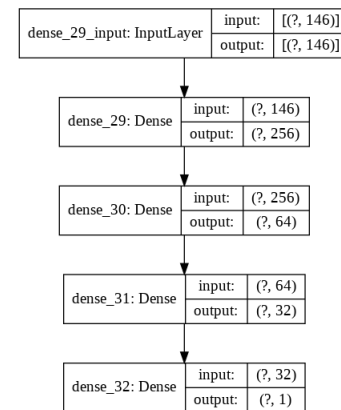 dense_29_input: InputLayer
input: [(?, 146)]
output: [(?, 146)]
dense_29: Dense
input: (?, 146)
output: (?, 256)
dense_30: Dense
input: (?, 256)
output: (?, 64)
dense_31: Dense
input: (?, 64)
output: (?, 32)
dense_32: Dense
input: (?, 32)
output: (?, 1)